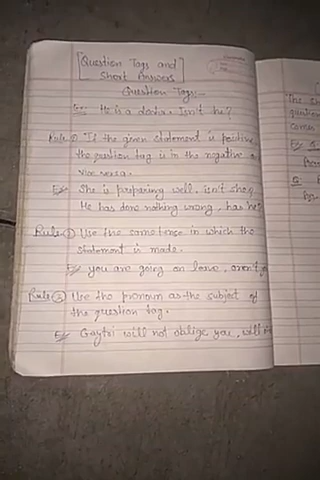 Question Tags and
Short Answers
Question Tags:-
Ex:- He is a doctor. Isn't he?
Rule If the given statement is positive
the question tag is in the negative &
vice versa.
Ex She is preparing well, isn't she?
He has done nothing wrong, has he?
Rule Use the same tense in which the
statement is made.
Ex you are going on leave, aren't
Rule Use the pronoun as the subject of
the question tag.
Ex Gaytri will not oblige you, will
The
question
comes